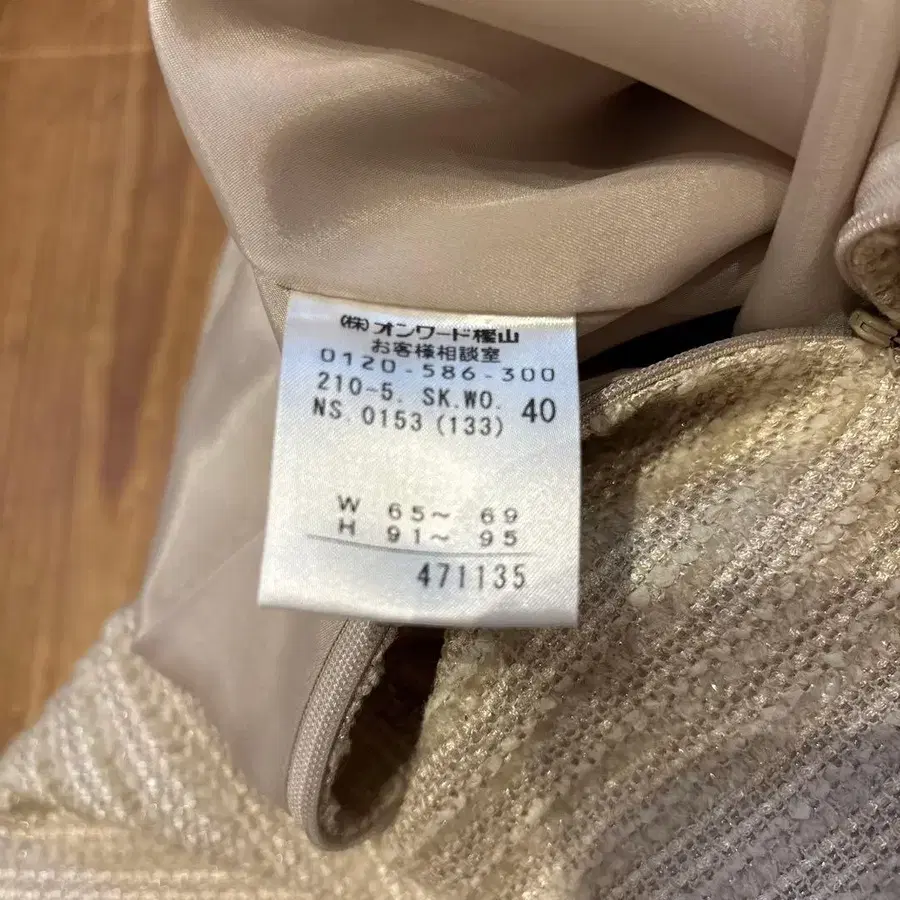 ㈱オンワード樫山
お客様相談室
0120-586-300
210-5. SK.WO. 40
NS. 0153 (133)
W 65～ 69
H 91～ 95
471135